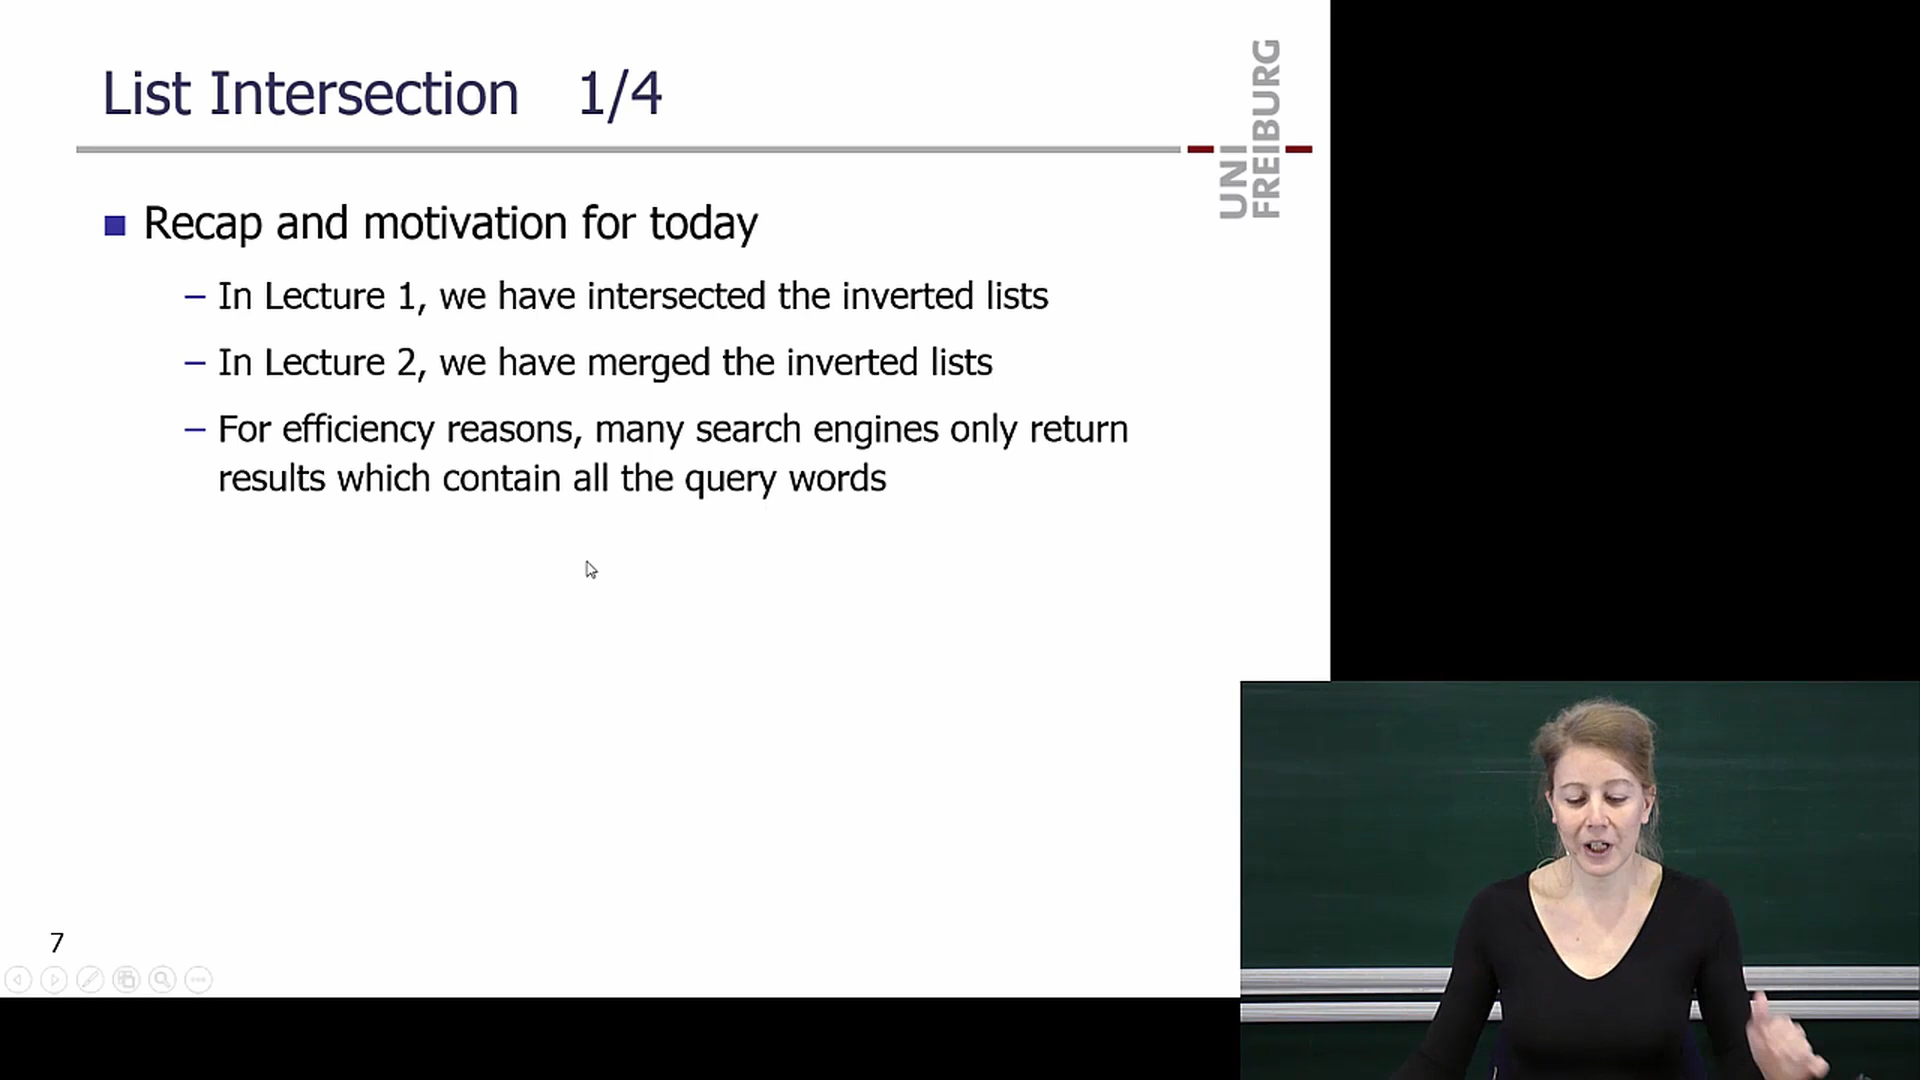 List Intersection 1/4
UNI
FREIBURG
Recap and motivation for today
– In Lecture 1, we have intersected the inverted lists
– In Lecture 2, we have merged the inverted lists
– For efficiency reasons, many search engines only return
results which contain all the query words
7